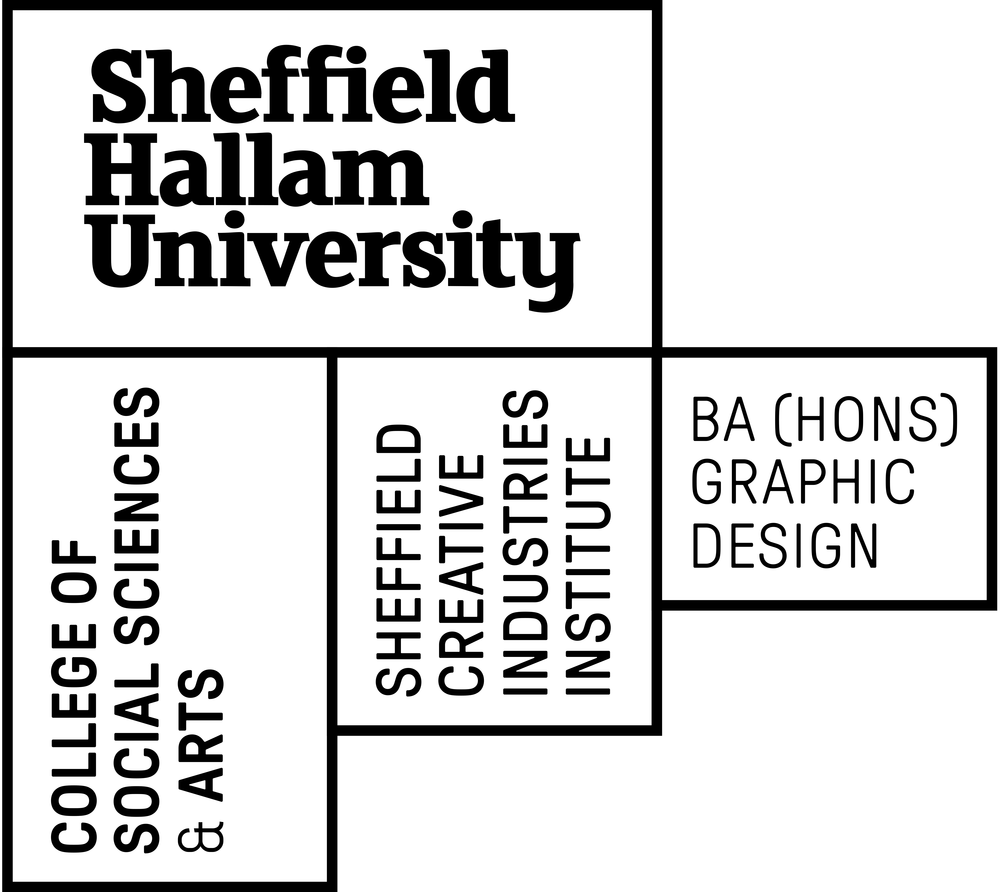 Sheffield
Hallam
University
COLLEGE OF
SOCIAL SCIENCES
& ARTS
SHEFFIELD
CREATIVE
INDUSTRIES
INSTITUTE
BA (HONS)
GRAPHIC
DESIGN